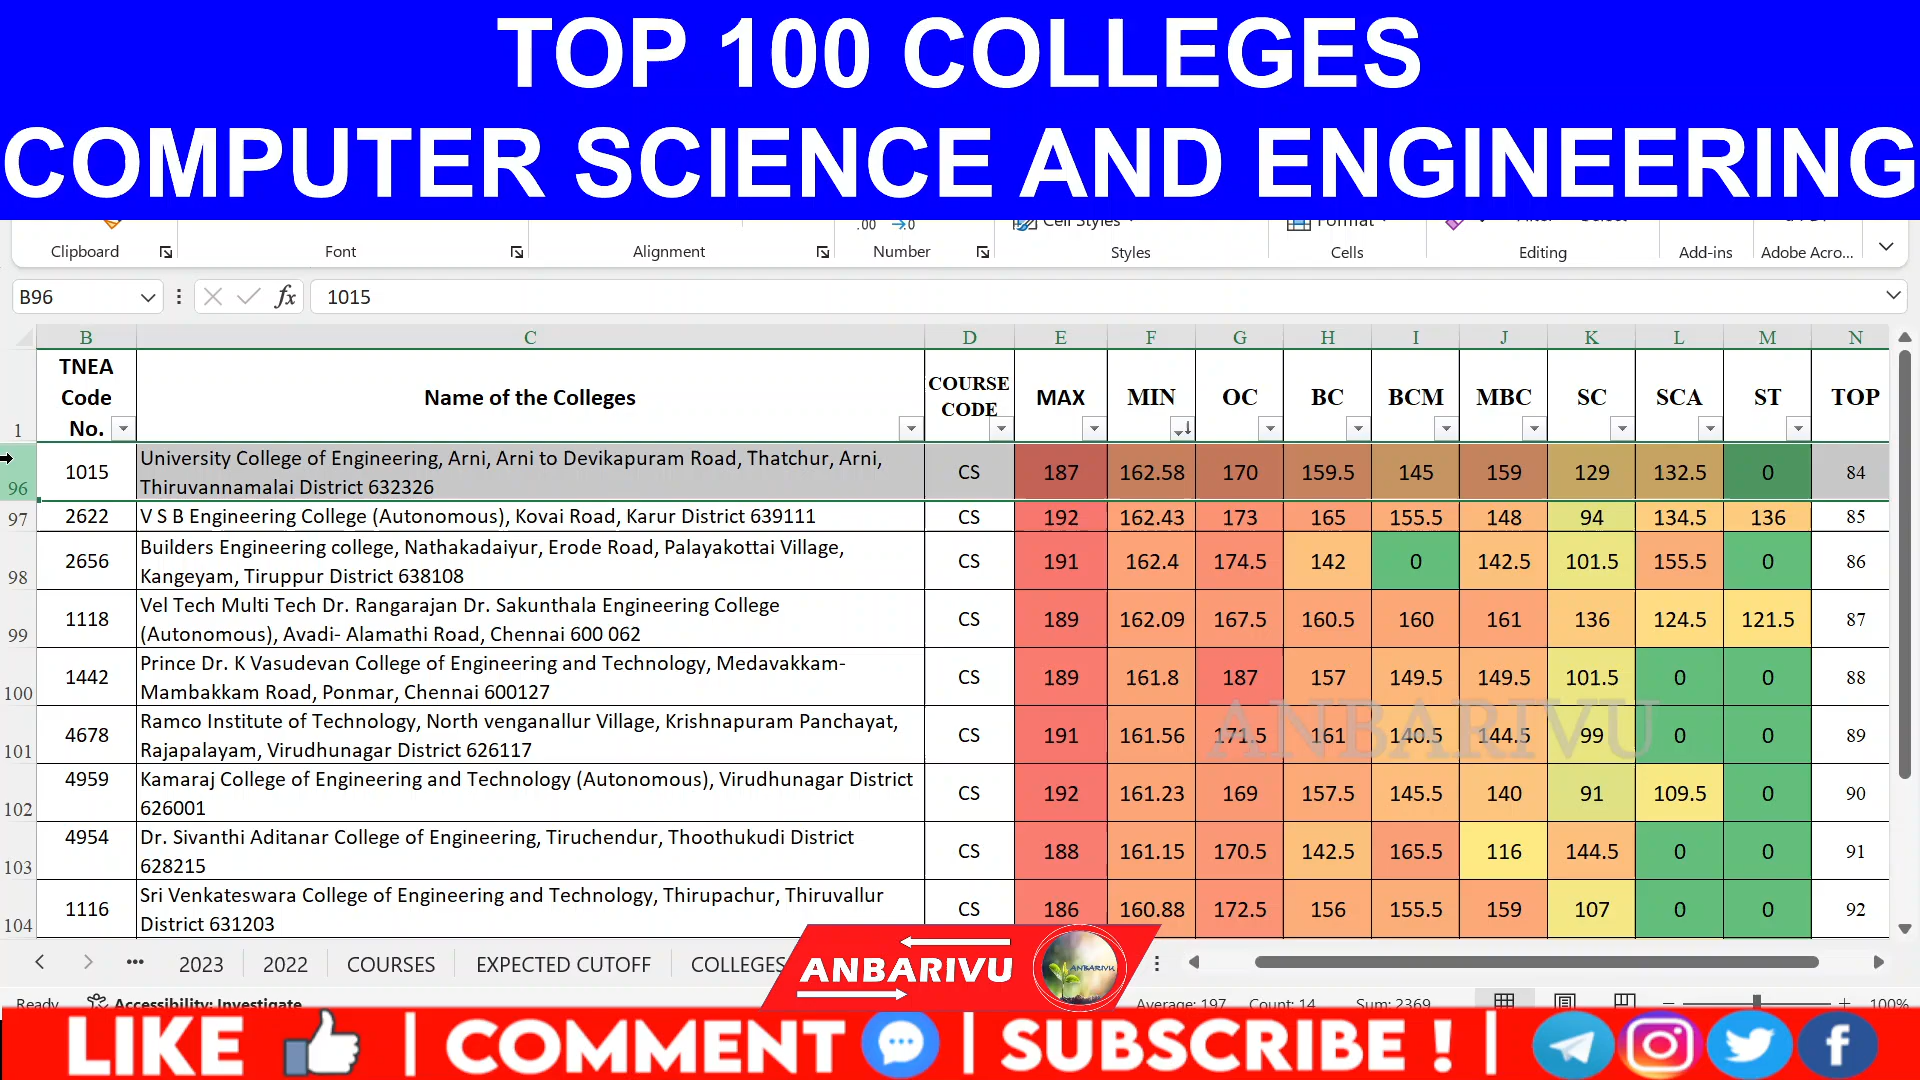 TOP 100 COLLEGES
COMPUTER SCIENCE AND ENGINEERING
.00 →.0 Cell Styles Format
Clipboard Font Alignment Number Styles Cells Editing Add-ins Adobe Acro...
B96 fx 1015
B C D E F G H I J K L M N
1 TNEA Code No. Name of the Colleges COURSE CODE MAX MIN OC BC BCM MBC SC SCA ST TOP
96 1015 University College of Engineering, Arni, Arni to Devikapuram Road, Thatchur, Arni, CS 187 162.58 170 159.5 145 159 129 132.5 0 84
Thiruvannamalai District 632326
97 2622 V S B Engineering College (Autonomous), Kovai Road, Karur District 639111 CS 192 162.43 173 165 155.5 148 94 134.5 136 85
98 2656 Builders Engineering college, Nathakadaiyur, Erode Road, Palayakottai Village, CS 191 162.4 174.5 142 0 142.5 101.5 155.5 0 86
Kangeyam, Tiruppur District 638108
99 1118 Vel Tech Multi Tech Dr. Rangarajan Dr. Sakunthala Engineering College CS 189 162.09 167.5 160.5 160 161 136 124.5 121.5 87
(Autonomous), Avadi- Alamathi Road, Chennai 600 062
100 1442 Prince Dr. K Vasudevan College of Engineering and Technology, Medavakkam- CS 189 161.8 187 157 149.5 149.5 101.5 0 0 88
Mambakkam Road, Ponmar, Chennai 600127
101 4678 Ramco Institute of Technology, North venganallur Village, Krishnapuram Panchayat, CS 191 161.56 171.5 161 140.5 144.5 99 0 0 89
Rajapalayam, Virudhunagar District 626117
ANBARIVU
102 4959 Kamaraj College of Engineering and Technology (Autonomous), Virudhunagar District CS 192 161.23 169 157.5 145.5 140 91 109.5 0 90
626001
103 4954 Dr. Sivanthi Aditanar College of Engineering, Tiruchendur, Thoothukudi District CS 188 161.15 170.5 142.5 165.5 116 144.5 0 0 91
628215
104 1116 Sri Venkateswara College of Engineering and Technology, Thirupachur, Thiruvallur CS 186 160.88 172.5 156 155.5 159 107 0 0 92
District 631203
2023 2022 COURSES EXPECTED CUTOFF COLLEGES
ANBARIVU ANBARIVU
Ready Accessibility: Investigate Average: 197 Count: 14 Sum: 2369 100%
LIKE | COMMENT | SUBSCRIBE ! |